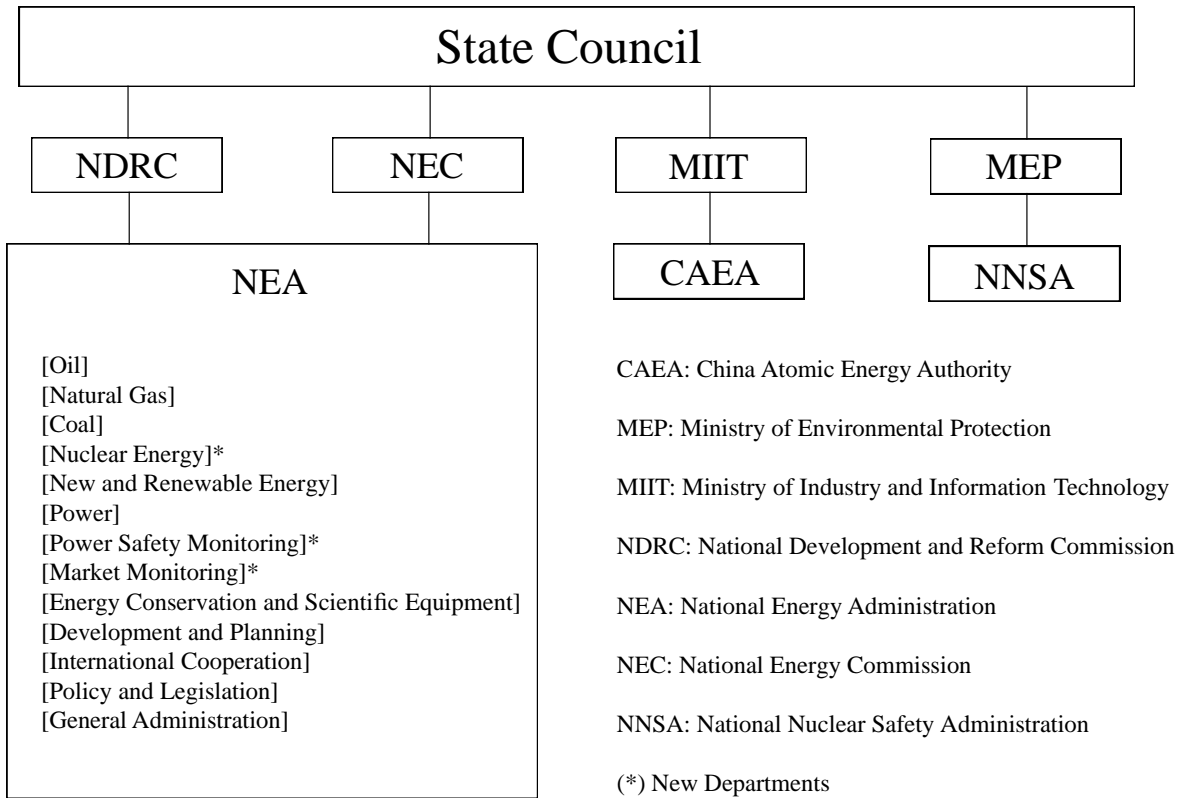 State Council
NDRC
NEC
MIIT
MEP
NEA
CAEA
NNSA
[Oil]
[Natural Gas]
[Coal]
[Nuclear Energy]*
[New and Renewable Energy]
[Power]
[Power Safety Monitoring]*
[Market Monitoring]*
[Energy Conservation and Scientific Equipment]
[Development and Planning]
[International Cooperation]
[Policy and Legislation]
[General Administration]
CAEA: China Atomic Energy Authority
MEP: Ministry of Environmental Protection
MIIT: Ministry of Industry and Information Technology
NDRC: National Development and Reform Commission
NEA: National Energy Administration
NEC: National Energy Commission
NNSA: National Nuclear Safety Administration
(*) New Departments